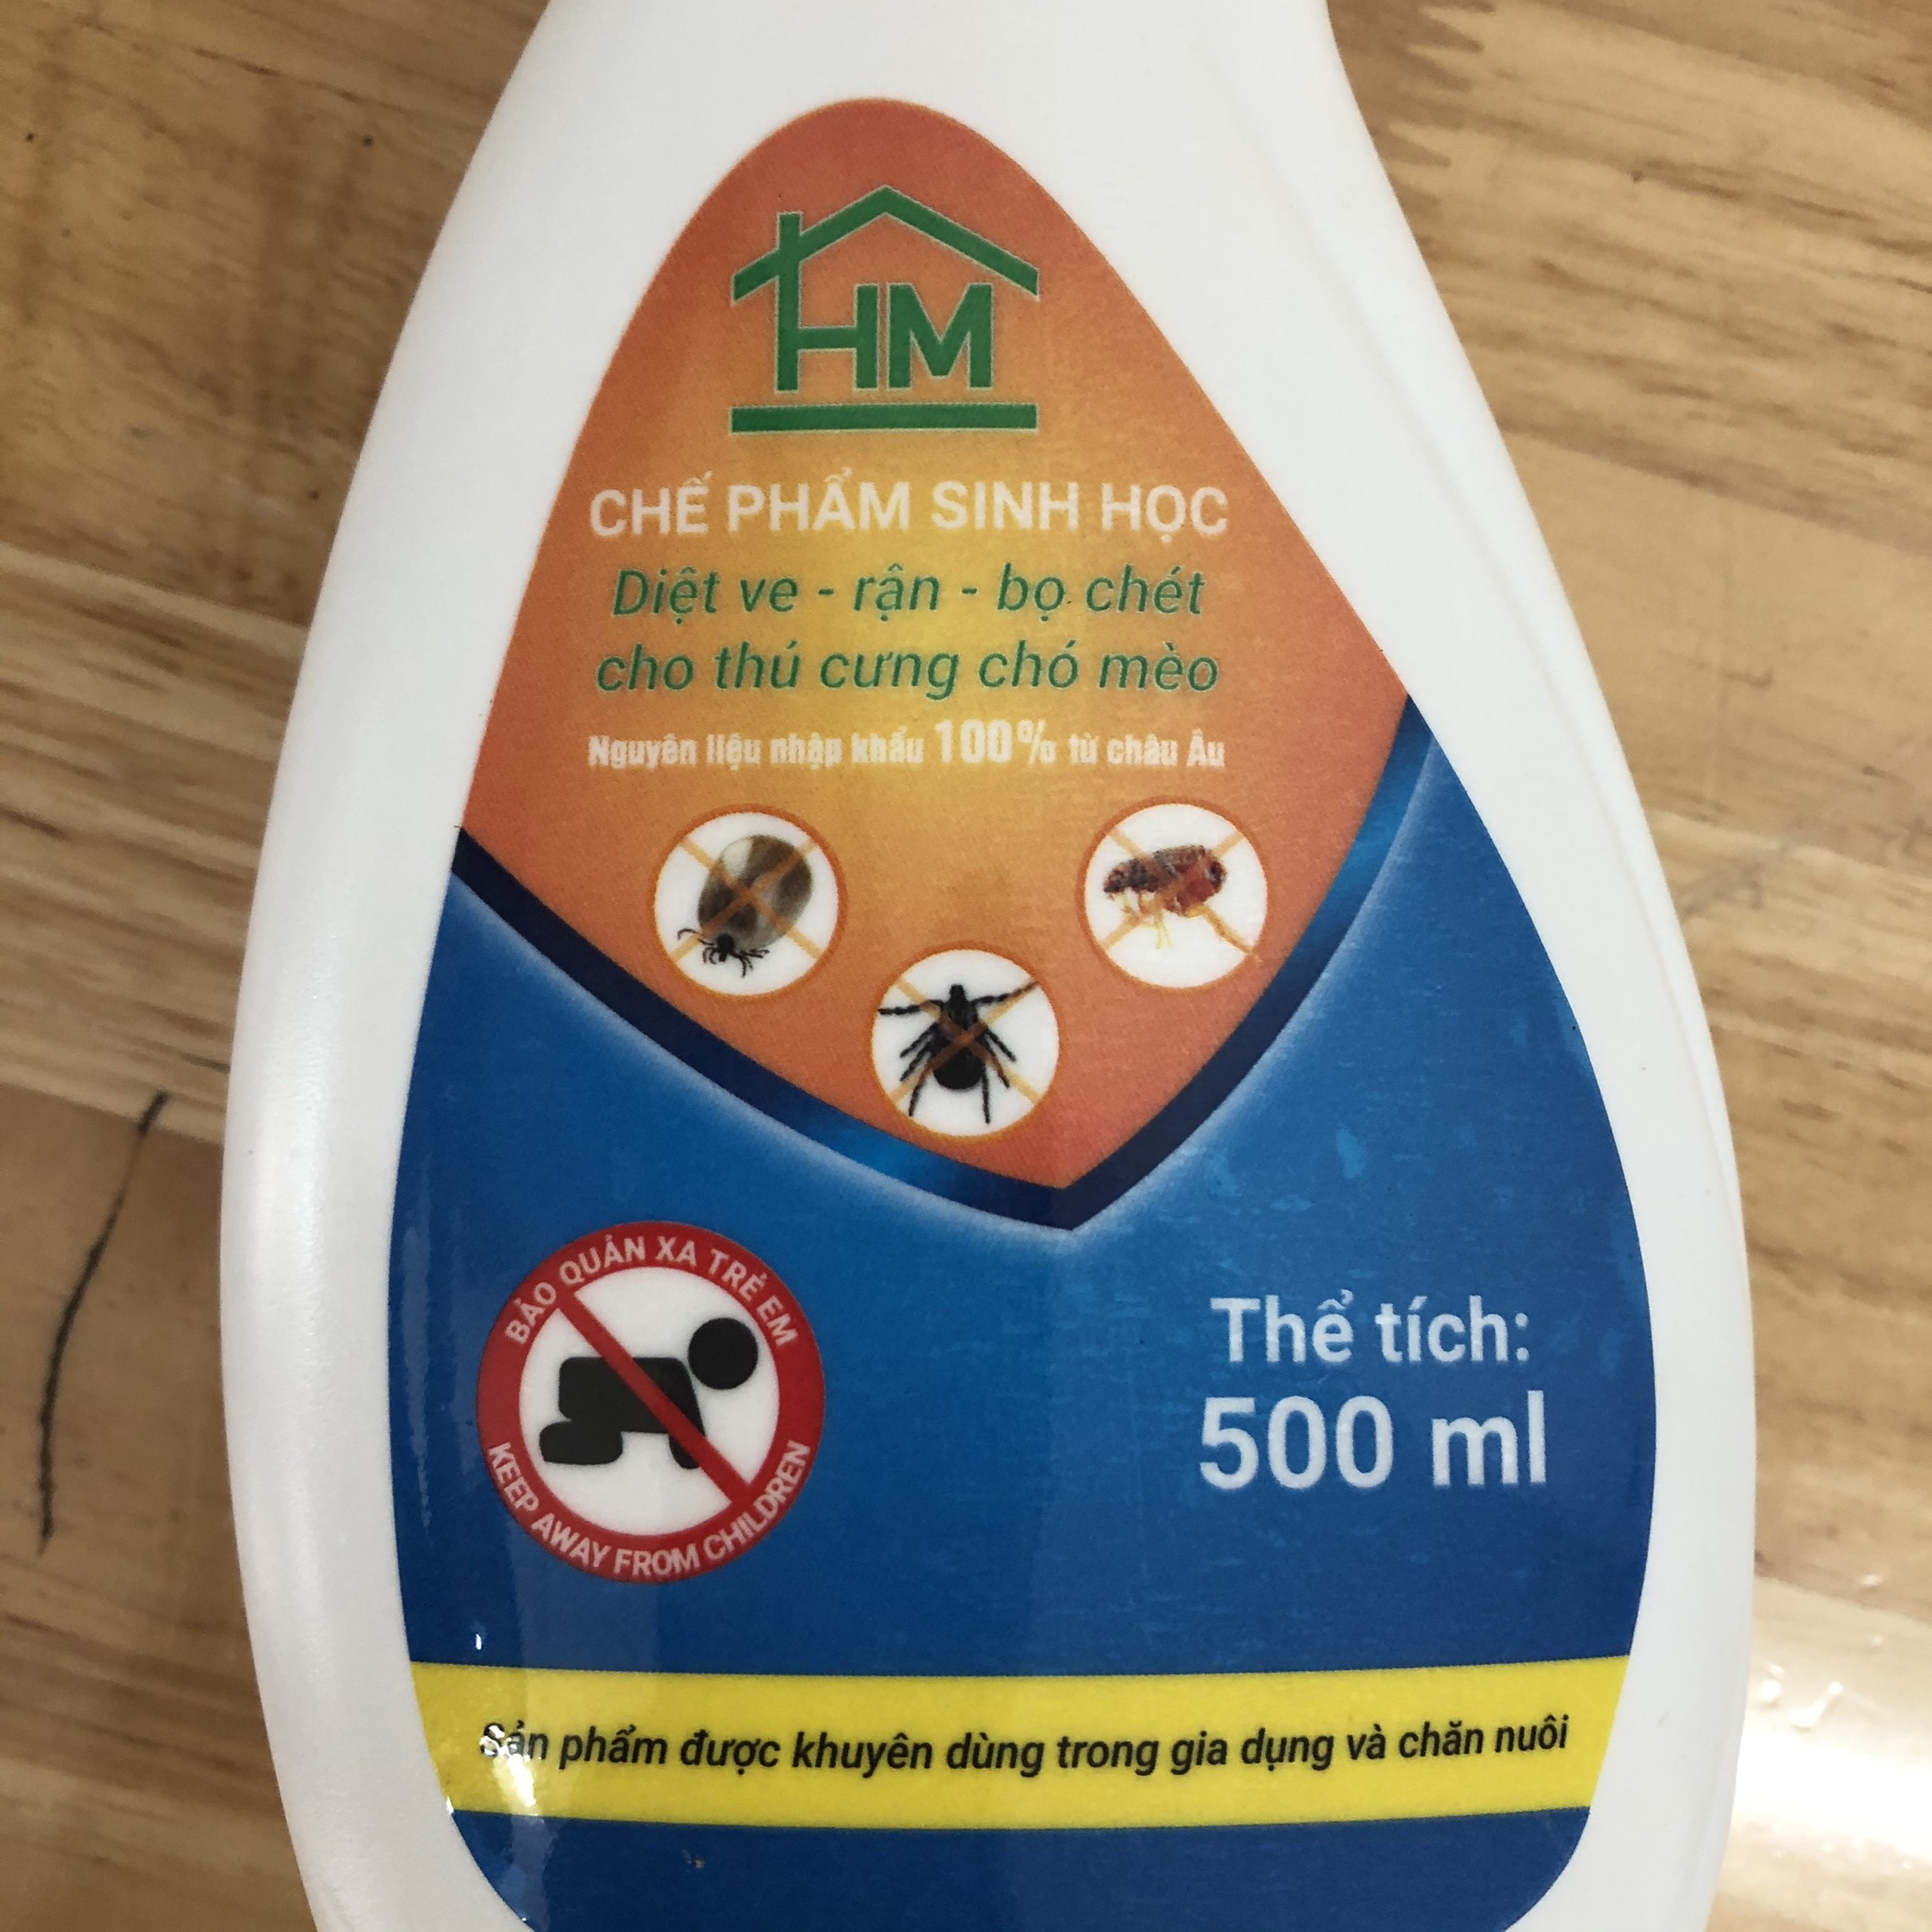 HM
CHẾ PHẨM SINH HỌC
Diệt ve - rận - bọ chét
cho thú cưng chó mèo
Nguyên liệu nhập khẩu 100% từ châu Âu
BẢO QUẢN XA TRẺ EM
KEEP AWAY FROM CHILDREN
Thể tích:
500 ml
Sản phẩm được khuyên dùng trong gia dụng và chăn nuôi